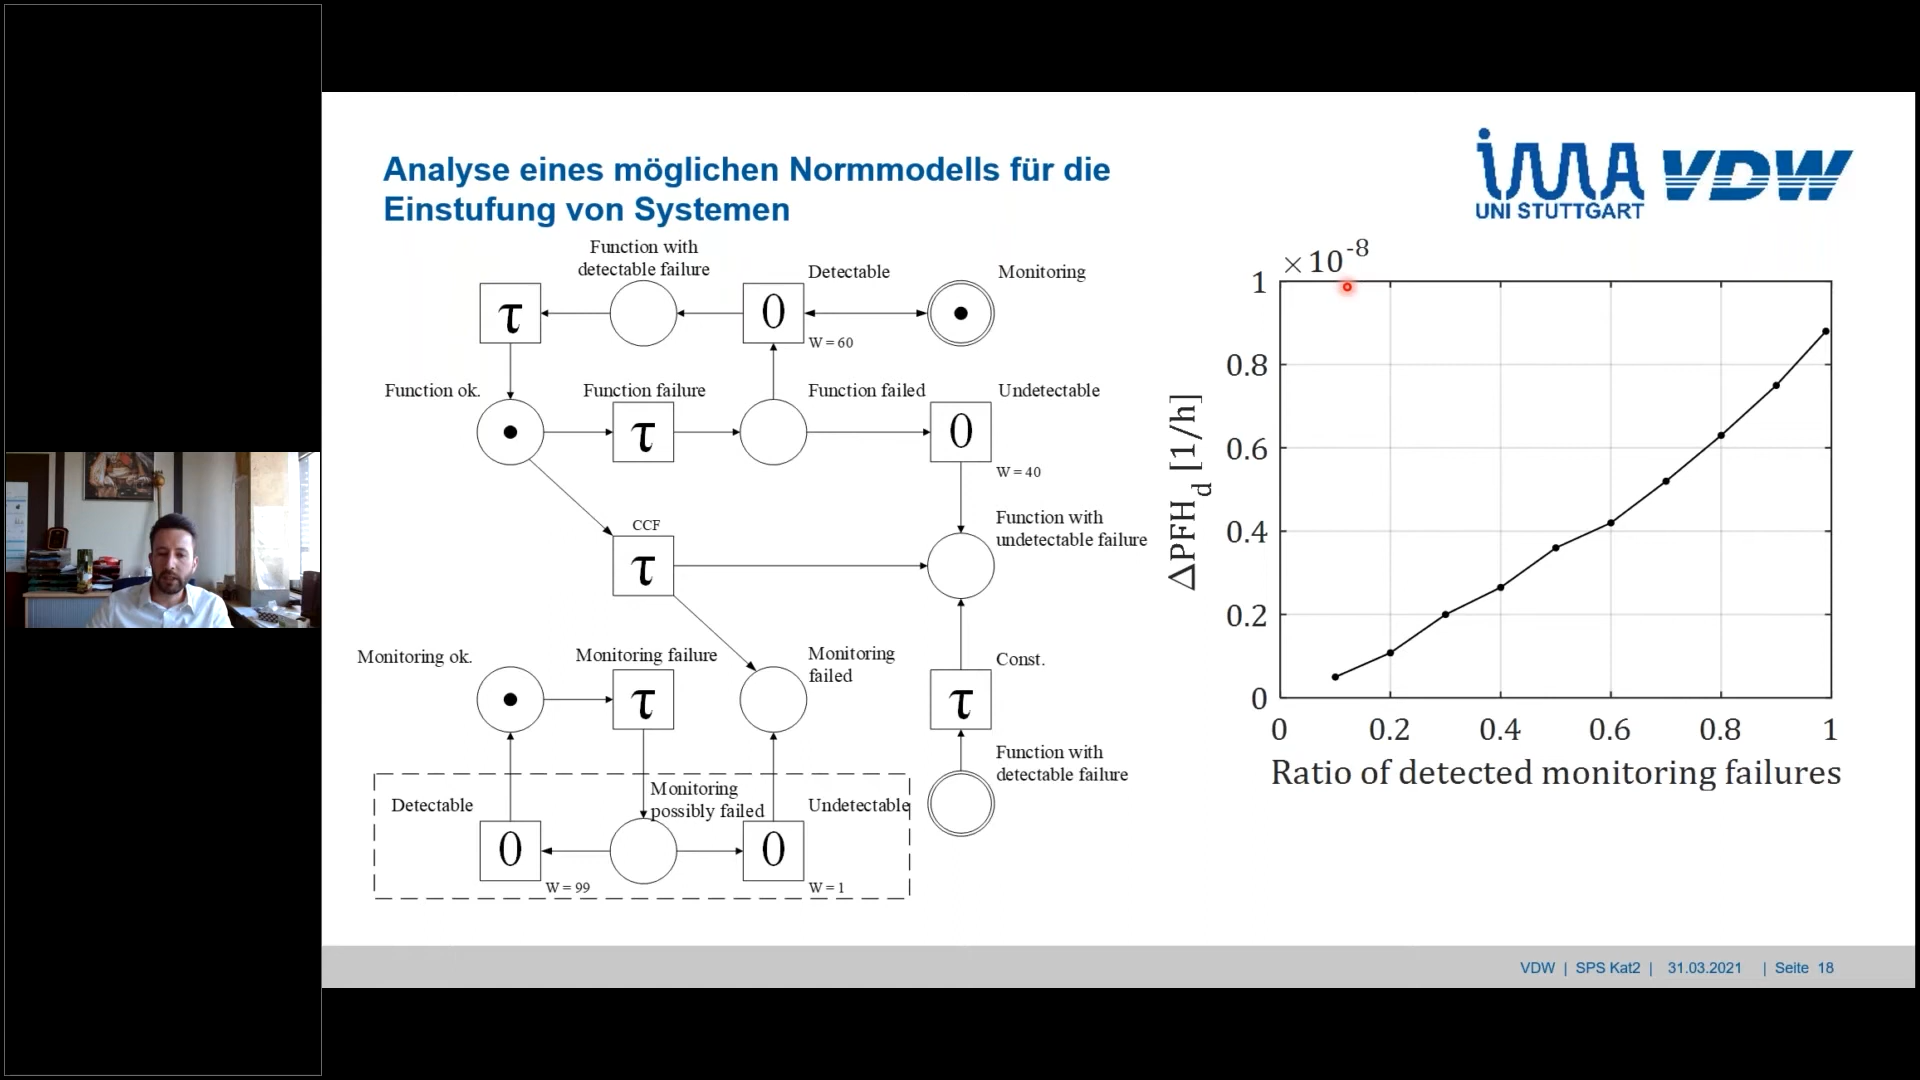 Analyse eines möglichen Normmodells für die
Einstufung von Systemen
ima
UNI STUTTGART
VDW
Function with
detectable failure
Detectable
Monitoring
τ
0
W = 60
Function ok.
Function failure
Function failed
Undetectable
τ
0
W = 40
CCF
τ
Function with
undetectable failure
Monitoring ok.
Monitoring failure
Monitoring
failed
Const.
τ
τ
Function with
detectable failure
Detectable
Monitoring
possibly failed
Undetectable
0
0
W = 99
W = 1
×10-8
1
0.8
0.6
0.4
0.2
0
ΔPFHd [1/h]
0 0.2 0.4 0.6 0.8 1
Ratio of detected monitoring failures
VDW | SPS Kat2 | 31.03.2021 | Seite 18